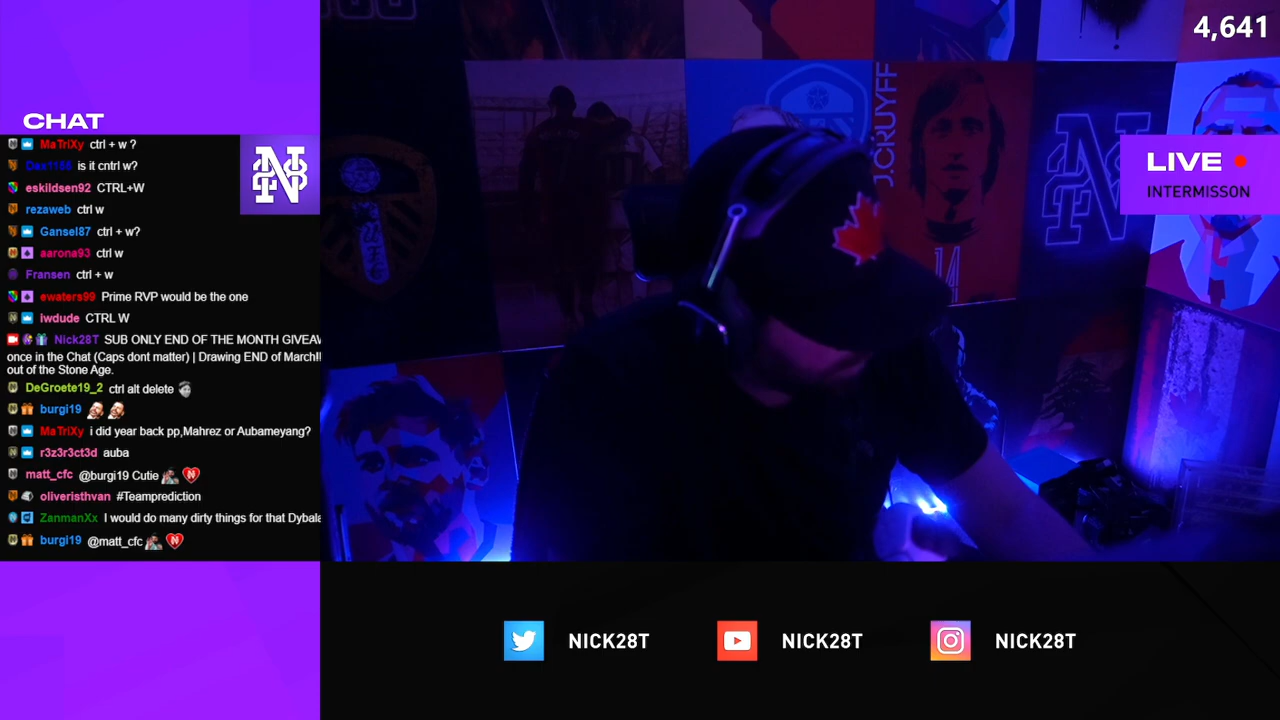 4,641
CHAT
MaTriXy ctrl + w ?
is it cntrl w?
eskildsen92 CTRL+W
rezaweb ctrl w
Gansel87 ctrl + w?
aarona93 ctrl w
Fransen ctrl + w
ewaters99 Prime RVP would be the one
lwdude CTRL W
Nick28T SUB ONLY END OF THE MONTH GIVEAW
once in the Chat (Caps dont matter) | Drawing END of March!!
out of the Stone Age.
DeGroete19_2 ctrl alt delete
burgi19
MaTriXy i did year back pp,Mahrez or Aubameyang?
r3z3r3ct3d auba
matt_cfc @burgi19 Cutie
oliveristhvan #Teamprediction
ZanmanXx I would do many dirty things for that Dybala
burgi19 @matt_cfc
J.CRUYFF
14
LIVE
INTERMISSON
NICK28T
NICK28T
NICK28T